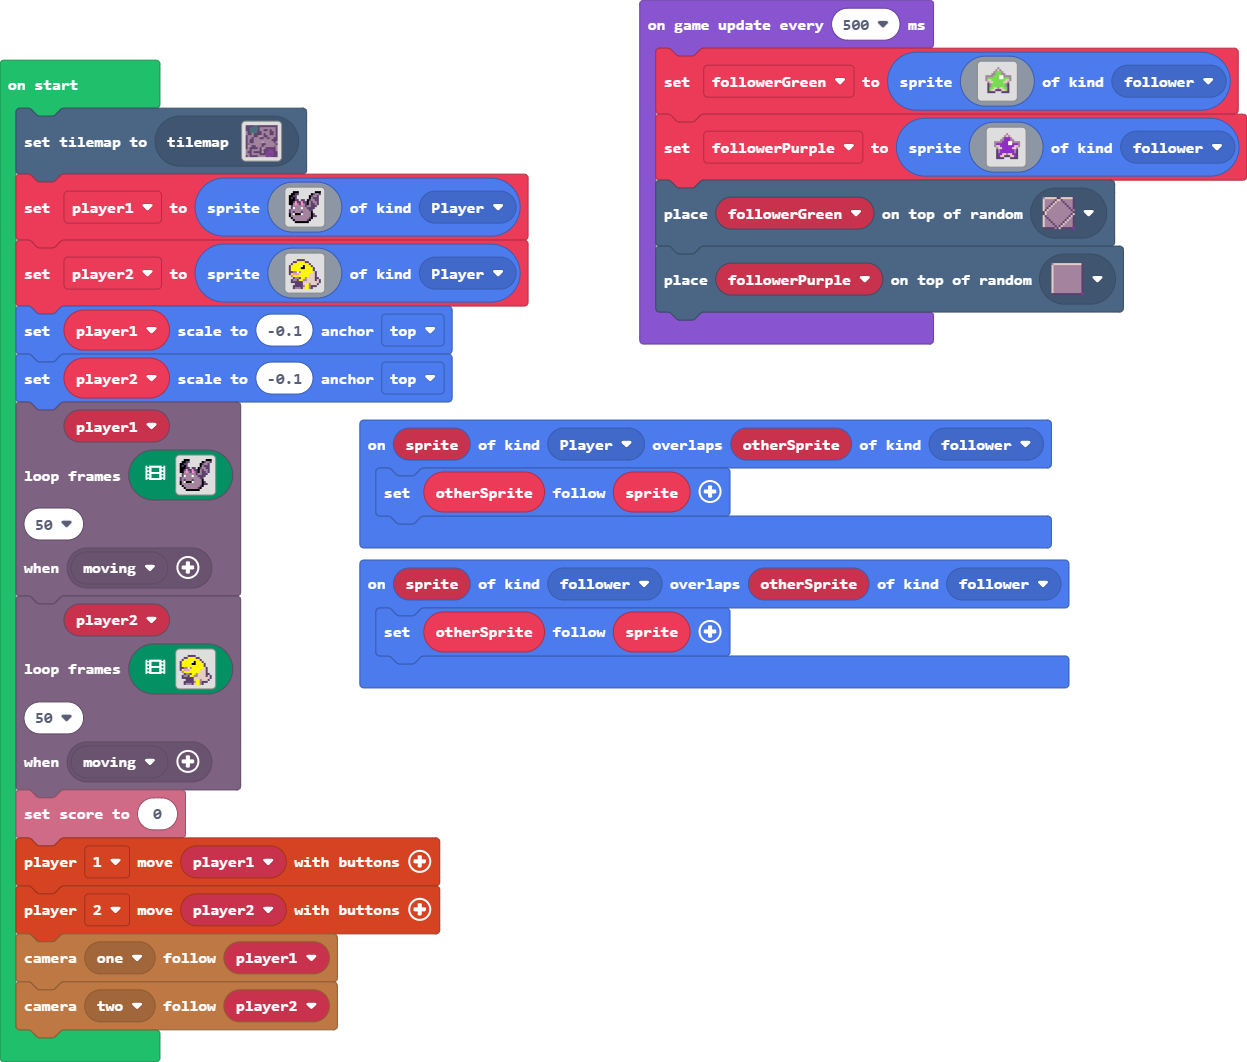 on start
set tilemap to tilemap
set player1 to sprite of kind Player
set player2 to sprite of kind Player
set player1 scale to -0.1 anchor top
set player2 scale to -0.1 anchor top
player1
loop frames
50
when moving
player2
loop frames
50
when moving
set score to 0
player 1 move player1 with buttons
player 2 move player2 with buttons
camera one follow player1
camera two follow player2
on game update every 500 ms
set followerGreen to sprite of kind follower
set followerPurple to sprite of kind follower
place followerGreen on top of random
place followerPurple on top of random
on sprite of kind Player overlaps otherSprite of kind follower
set otherSprite follow sprite
on sprite of kind follower overlaps otherSprite of kind follower
set otherSprite follow sprite